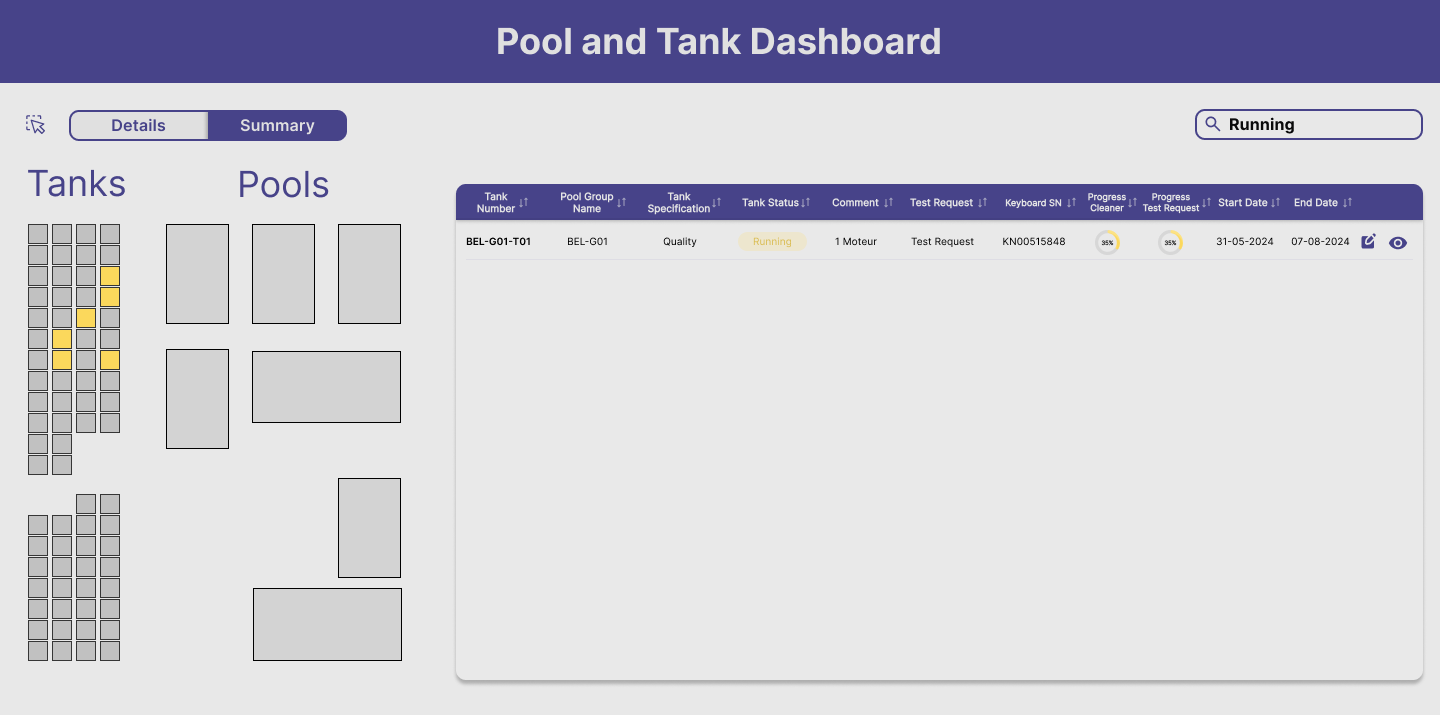 Pool and Tank Dashboard
Details Summary
Running
Tanks Pools
Tank Number Pool Group Name Tank Specification Tank Status Comment Test Request Keyboard SN Progress Cleaner Progress Test Request Start Date End Date
BEL-G01-T01 BEL-G01 Quality Running 1 Moteur Test Request KN00515848 35% 35% 31-05-2024 07-08-2024